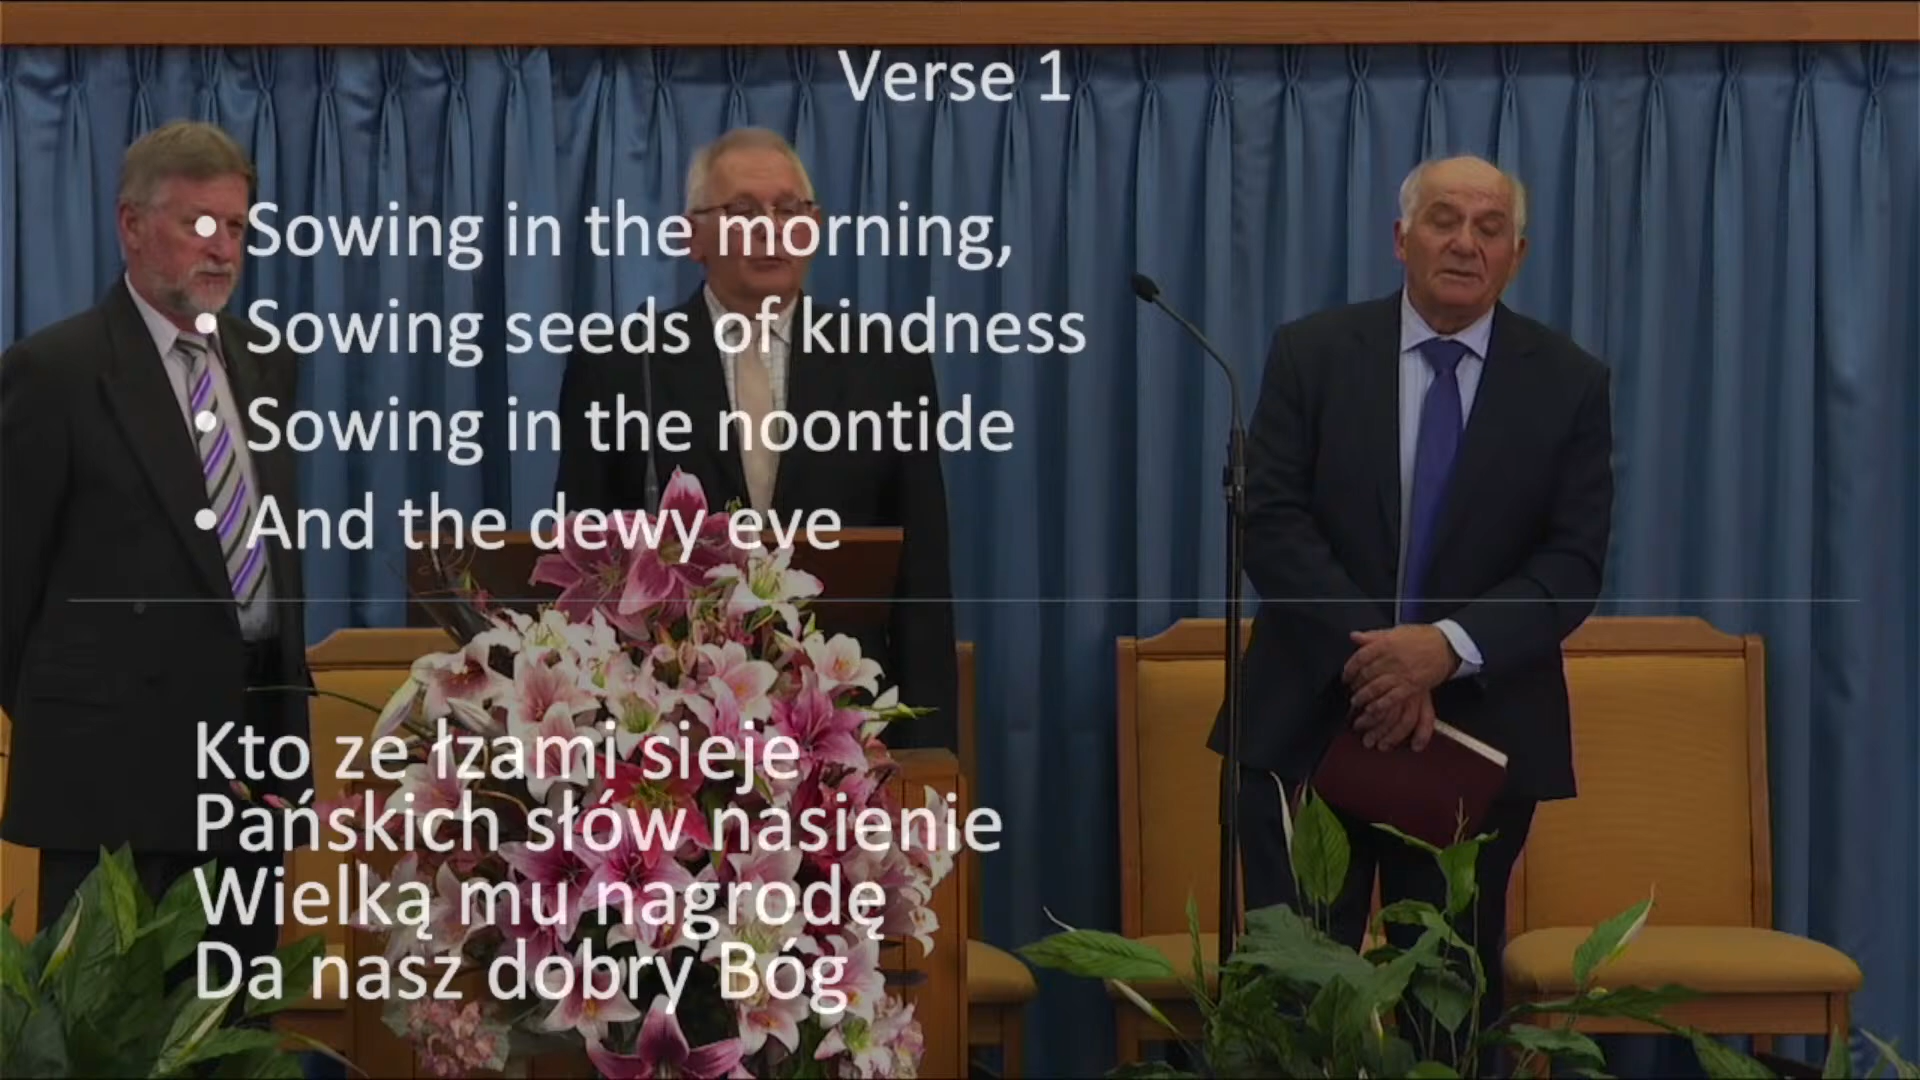 Verse 1
• Sowing in the morning,
• Sowing seeds of kindness
• Sowing in the noontide
• And the dewy eve
Kto ze łzami sieje
Pańskich słów nasienie
Wielką mu nagrodę
Da nasz dobry Bóg